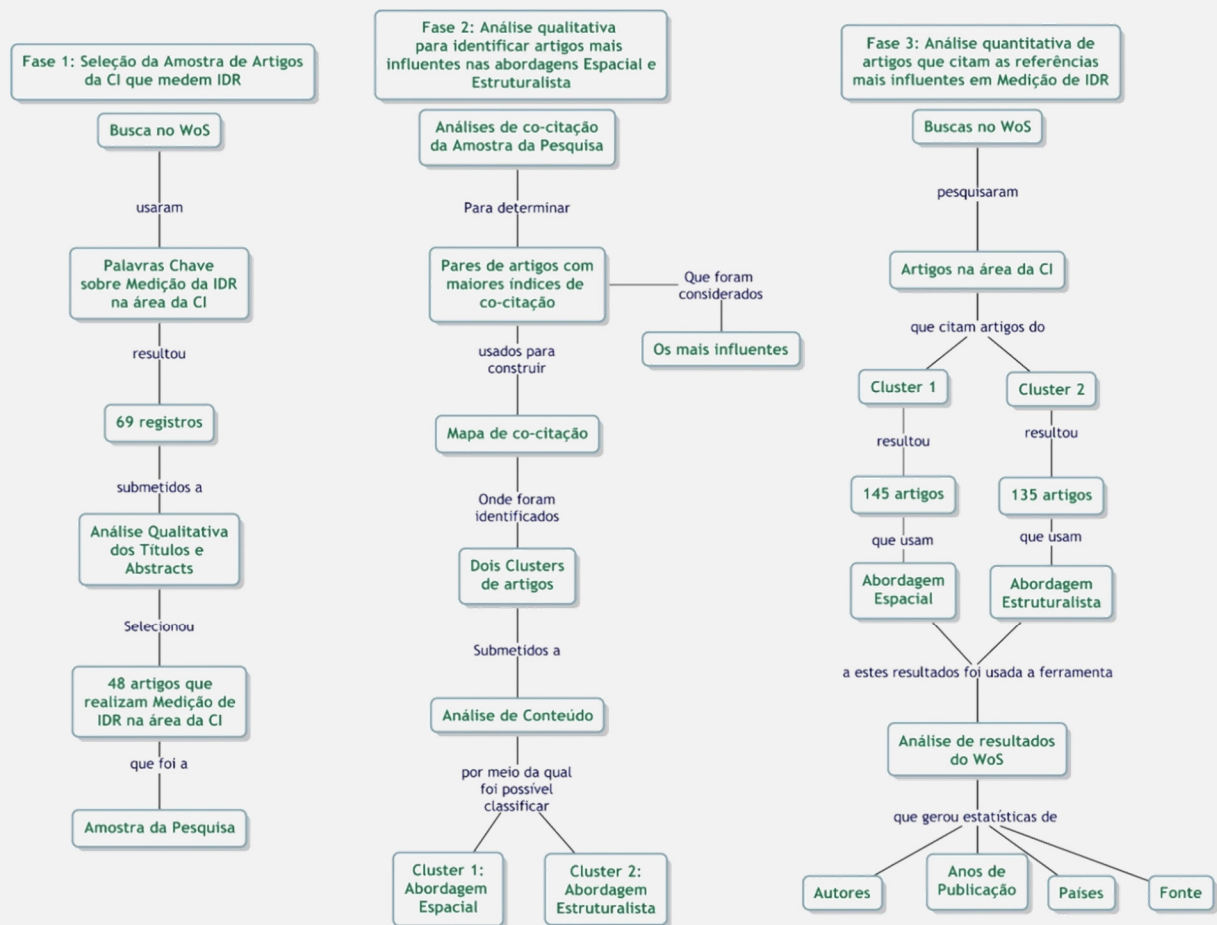 Fase 1: Seleção da Amostra de Artigos
da CI que medem IDR
Busca no WoS
usaram
Palavras Chave
sobre Medição da IDR
na área da CI
resultou
69 registros
submetidos a
Análise Qualitativa
dos Títulos e
Abstracts
Selecionou
48 artigos que
realizam Medição de
IDR na área da CI
que foi a
Amostra da Pesquisa
Fase 2: Análise qualitativa
para identificar artigos mais
influentes nas abordagens Espacial e
Estruturalista
Análises de co-citação
da Amostra da Pesquisa
Para determinar
Pares de artigos com
maiores índices de
co-citação
Que foram
considerados
Os mais influentes
usados para
construir
Mapa de co-citação
Onde foram
identificados
Dois Clusters
de artigos
Submetidos a
Análise de Conteúdo
por meio da qual
foi possível
classificar
Cluster 1:
Abordagem
Espacial
Cluster 2:
Abordagem
Estruturalista
Fase 3: Análise quantitativa de
artigos que citam as referências
mais influentes em Medição de IDR
Buscas no WoS
pesquisaram
Artigos na área da CI
que citam artigos do
Cluster 1
resultou
145 artigos
que usam
Abordagem
Espacial
Cluster 2
resultou
135 artigos
que usam
Abordagem
Estruturalista
a estes resultados foi usada a ferramenta
Análise de resultados
do WoS
que gerou estatísticas de
Autores
Anos de
Publicação
Países
Fonte